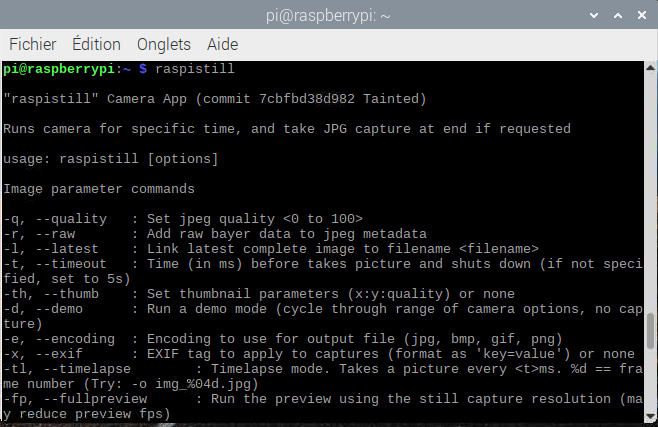 pi@raspberrypi: ~
Fichier Édition Onglets Aide
pi@raspberrypi:~ $ raspistill
"raspistill" Camera App (commit 7cbfbd38d982 Tainted)
Runs camera for specific time, and take JPG capture at end if requested
usage: raspistill [options]
Image parameter commands
-q, --quality   : Set jpeg quality <0 to 100>
-r, --raw       : Add raw bayer data to jpeg metadata
-l, --latest    : Link latest complete image to filename <filename>
-t, --timeout   : Time (in ms) before takes picture and shuts down (if not speci
fied, set to 5s)
-th, --thumb    : Set thumbnail parameters (x:y:quality) or none
-d, --demo      : Run a demo mode (cycle through range of camera options, no cap
ture)
-e, --encoding  : Encoding to use for output file (jpg, bmp, gif, png)
-x, --exif      : EXIF tag to apply to captures (format as 'key=value') or none
-tl, --timelapse        : Timelapse mode. Takes a picture every <t>ms. %d == fra
me number (Try: -o img_%04d.jpg)
-fp, --fullpreview      : Run the preview using the still capture resolution (ma
y reduce preview fps)